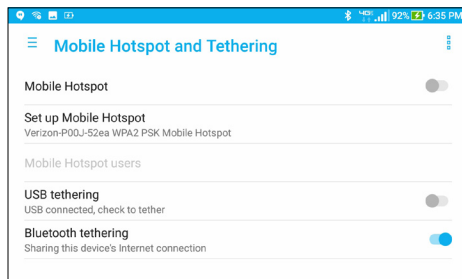 4G 92% 6:35 PM
Mobile Hotspot and Tethering
Mobile Hotspot
Set up Mobile Hotspot
Verizon-P00J-52ea WPA2 PSK Mobile Hotspot
Mobile Hotspot users
USB tethering
USB connected, check to tether
Bluetooth tethering
Sharing this device's Internet connection